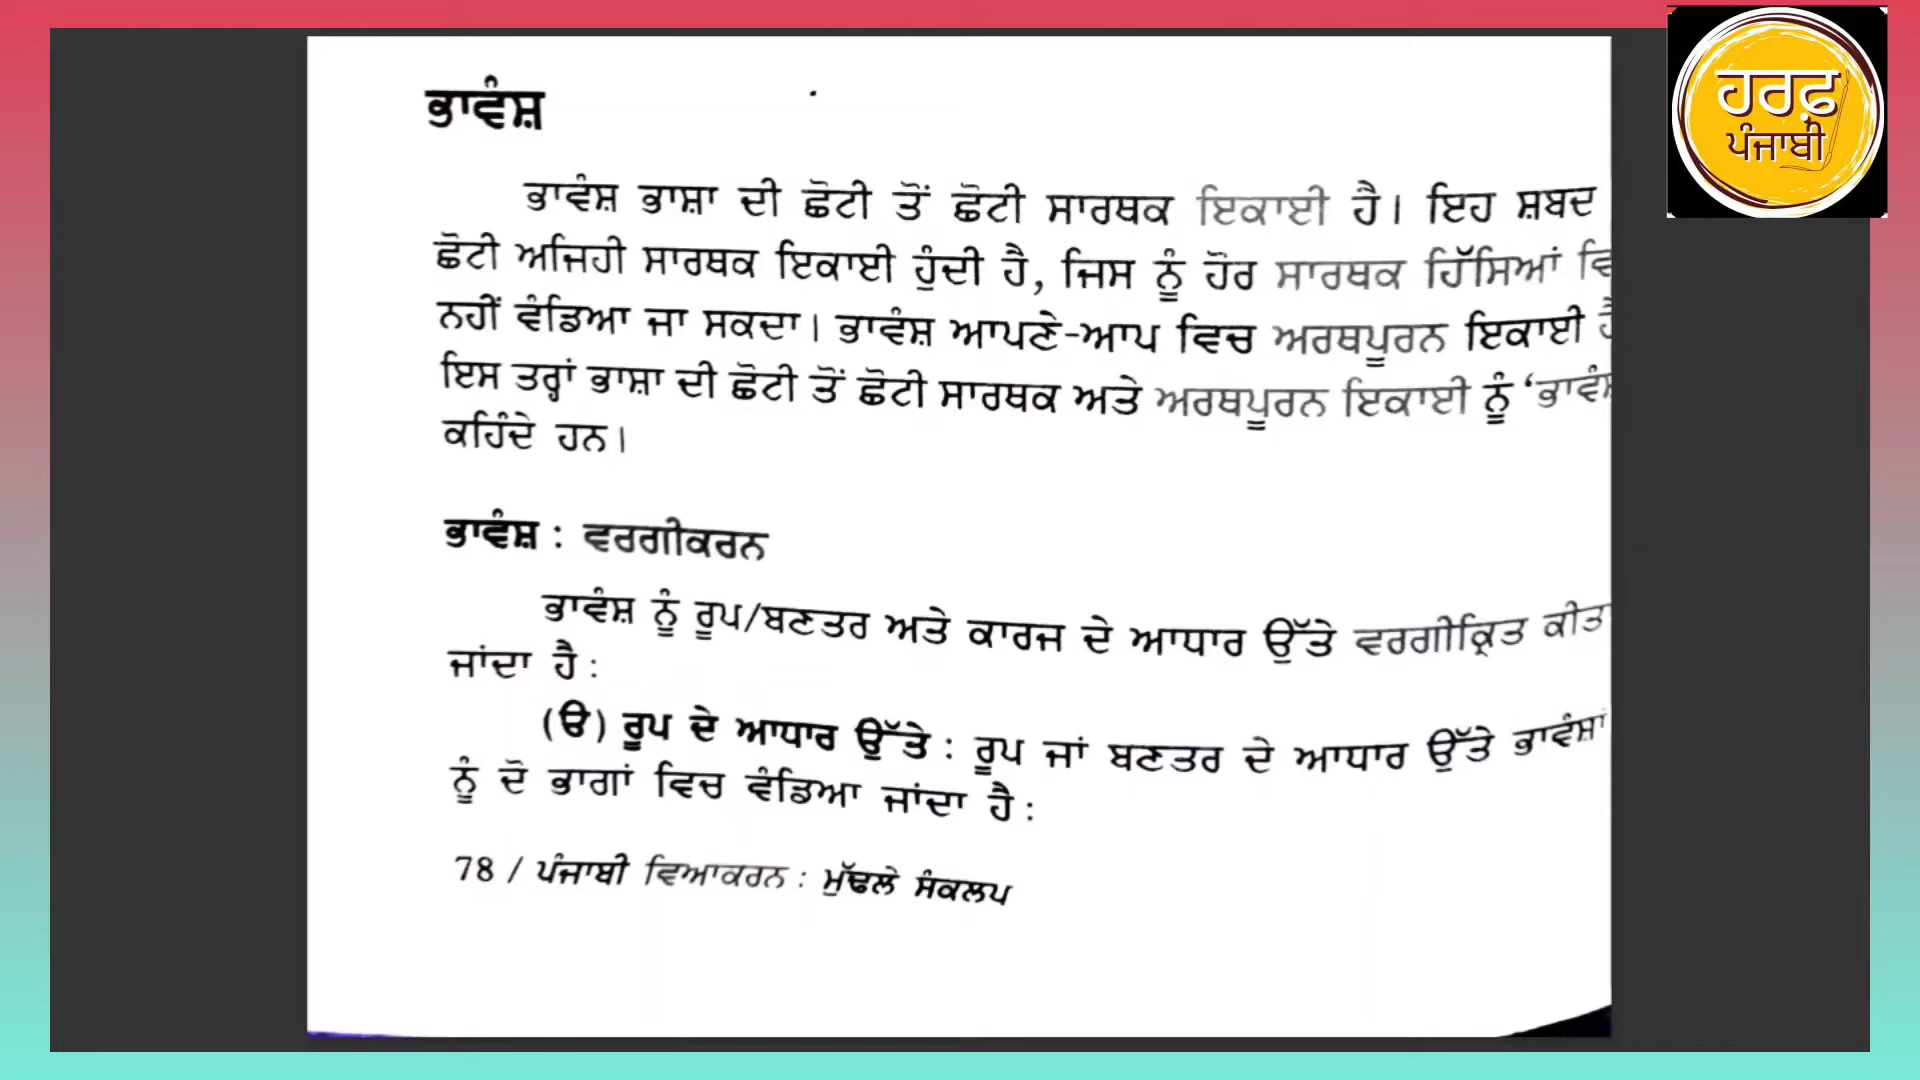 ਹਰਫ਼
ਪੰਜਾਬੀ
ਭਾਵੰਸ਼
ਭਾਵੰਸ਼ ਭਾਸ਼ਾ ਦੀ ਛੋਟੀ ਤੋਂ ਛੋਟੀ ਸਾਰਥਕ ਇਕਾਈ ਹੈ। ਇਹ ਸ਼ਬਦ
ਛੋਟੀ ਅਜਿਹੀ ਸਾਰਥਕ ਇਕਾਈ ਹੁੰਦੀ ਹੈ, ਜਿਸ ਨੂੰ ਹੋਰ ਸਾਰਥਕ ਹਿੱਸਿਆਂ
ਨਹੀਂ ਵੰਡਿਆ ਜਾ ਸਕਦਾ। ਭਾਵੰਸ਼ ਆਪਣੇ-ਆਪ ਵਿਚ ਅਰਥਪੂਰਨ ਇਕਾਈ
ਇਸ ਤਰ੍ਹਾਂ ਭਾਸ਼ਾ ਦੀ ਛੋਟੀ ਤੋਂ ਛੋਟੀ ਸਾਰਥਕ ਅਤੇ ਅਰਥਪੂਰਨ ਇਕਾਈ ਨੂੰ ‘ਭਾਵੰਸ਼
ਕਹਿੰਦੇ ਹਨ।
ਭਾਵੰਸ਼ : ਵਰਗੀਕਰਨ
ਭਾਵੰਸ਼ ਨੂੰ ਰੂਪ/ਬਣਤਰ ਅਤੇ ਕਾਰਜ ਦੇ ਆਧਾਰ ਉੱਤੇ ਵਰਗੀਕ੍ਰਿਤ ਕੀਤਾ
ਜਾਂਦਾ ਹੈ :
(ੳ) ਰੂਪ ਦੇ ਆਧਾਰ ਉੱਤੇ : ਰੂਪ ਜਾਂ ਬਣਤਰ ਦੇ ਆਧਾਰ ਉੱਤੇ ਭਾਵੰਸ਼ਾਂ
ਨੂੰ ਦੋ ਭਾਗਾਂ ਵਿਚ ਵੰਡਿਆ ਜਾਂਦਾ ਹੈ :
78 / ਪੰਜਾਬੀ ਵਿਆਕਰਨ : ਮੁੱਢਲੇ ਸੰਕਲਪ